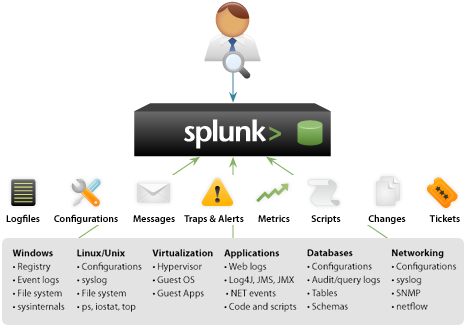 splunk>
Logfiles Configurations Messages Traps & Alerts Metrics Scripts Changes Tickets
Windows
• Registry
• Event logs
• File system
• sysinternals
Linux/Unix
• Configurations
• syslog
• File system
• ps, iostat, top
Virtualization
• Hypervisor
• Guest OS
• Guest Apps
Applications
• Web logs
• Log4J, JMS, JMX
• .NET events
• Code and scripts
Databases
• Configurations
• Audit/query logs
• Tables
• Schemas
Networking
• Configurations
• syslog
• SNMP
• netflow